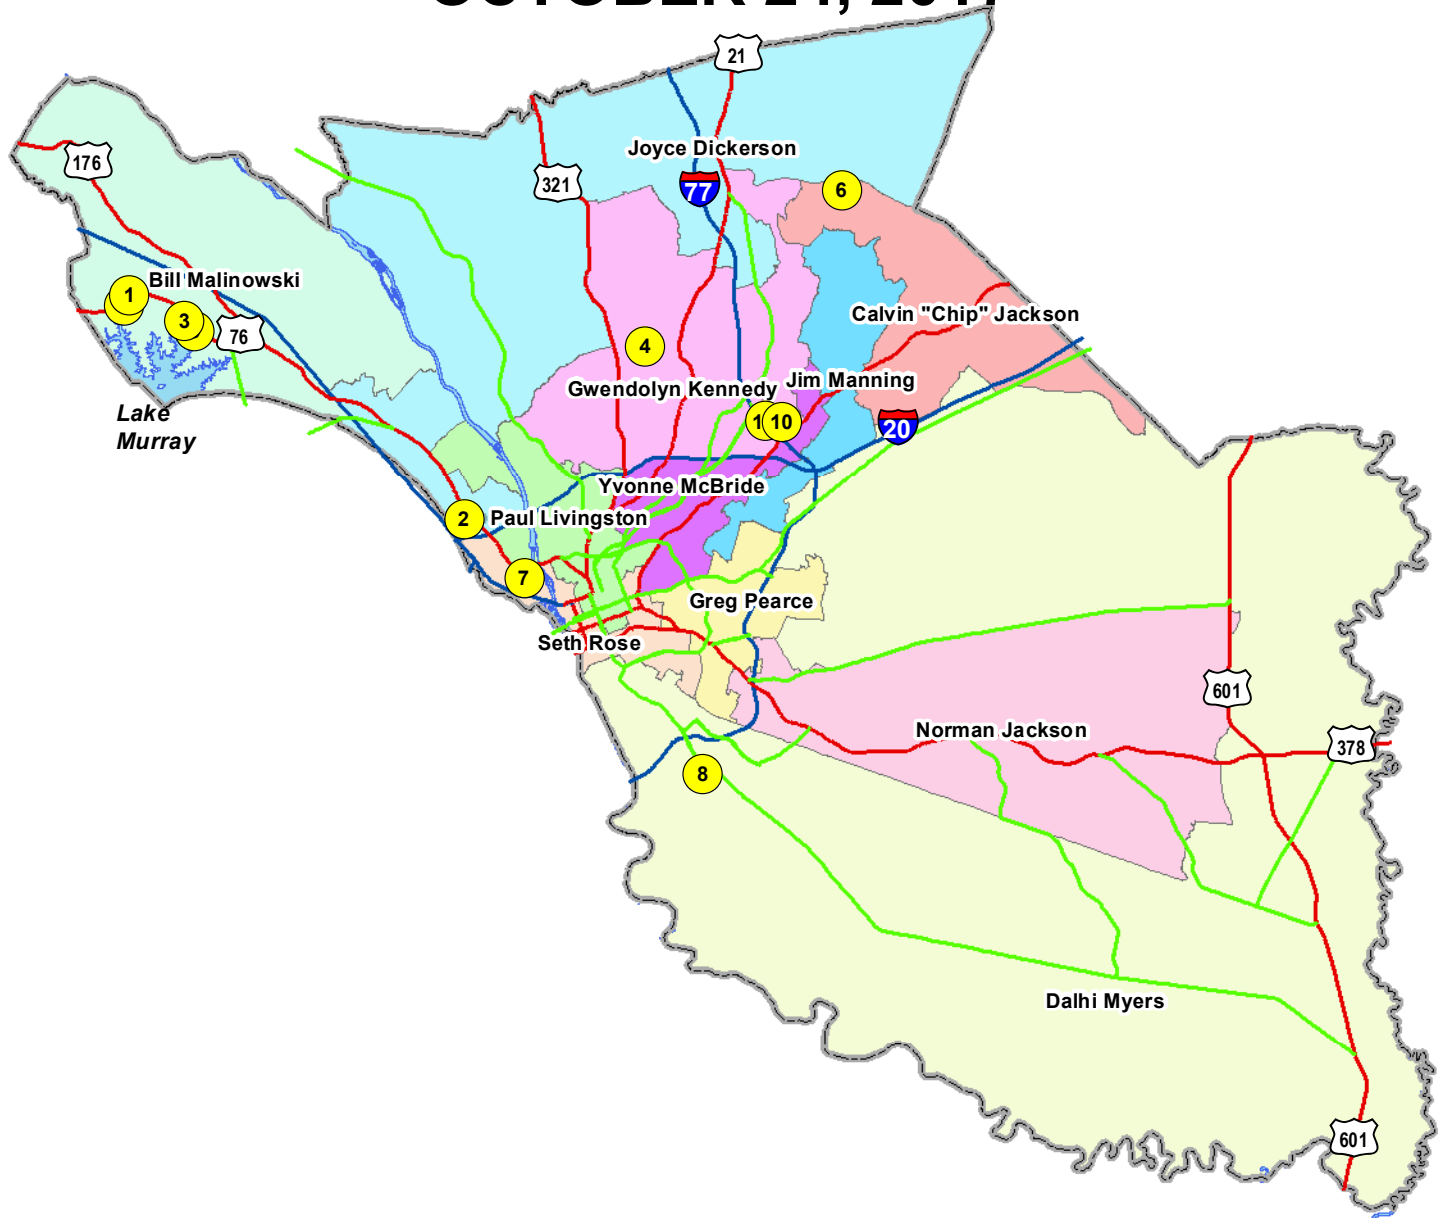 21
Joyce Dickerson
176
321
77
6
Bill Malinowski
1
3
76
Calvin "Chip" Jackson
4
Gwendolyn Kennedy
Jim Manning
Lake
Murray
10
20
Yvonne McBride
2
Paul Livingston
7
Greg Pearce
Seth Rose
601
Norman Jackson
378
8
Dalhi Myers
601